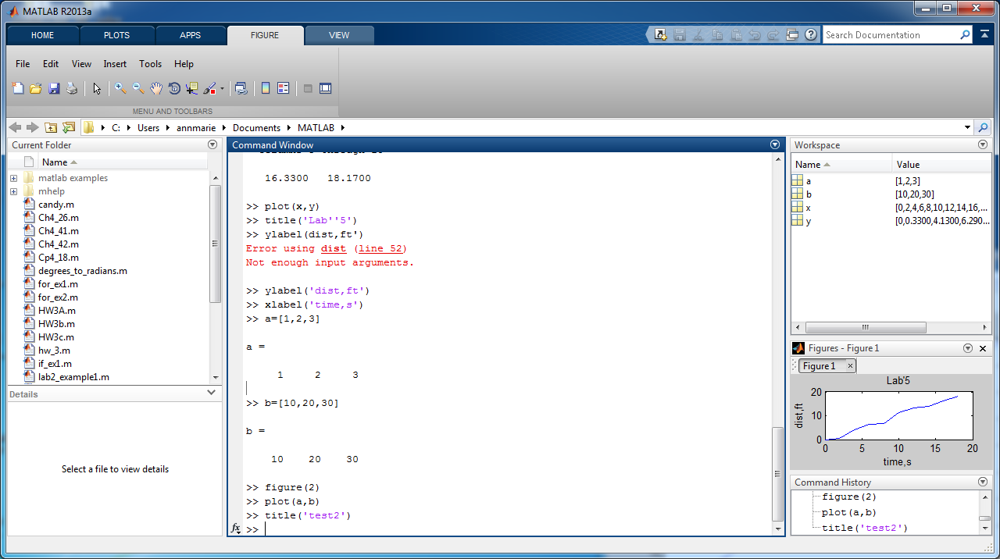 MATLAB R2013a
HOME PLOTS APPS FIGURE VIEW
Search Documentation
File Edit View Insert Tools Help
MENU AND TOOLBARS
C: Users annmarie Documents MATLAB
Current Folder
Name
matlab examples
mhelp
candy.m
Ch4_26.m
Ch4_41.m
Ch4_42.m
Cp4_18.m
degrees_to_radians.m
for_ex1.m
for_ex2.m
HW3A.m
HW3b.m
HW3c.m
hw_3.m
if_ex1.m
lab2_example1.m
Details
Select a file to view details
Command Window
16.3300 18.1700
>> plot(x,y)
>> title('Lab''5')
>> ylabel(dist,ft')
Error using dist (line 52)
Not enough input arguments.
>> ylabel('dist,ft')
>> xlabel('time,s')
>> a=[1,2,3]
a =
1 2 3
>> b=[10,20,30]
b =
10 20 30
>> figure(2)
>> plot(a,b)
>> title('test2')
fx >>
Workspace
Name Value
a [1,2,3]
b [10,20,30]
x [0,2,4,6,8,10,12,14,16,...
y [0,0.3300,4.1300,6.290...
Figures - Figure 1
Figure 1
Lab'5
20
10
0
dist,ft
0 5 10 15 20
time,s
Command History
figure(2)
plot(a,b)
title('test2')